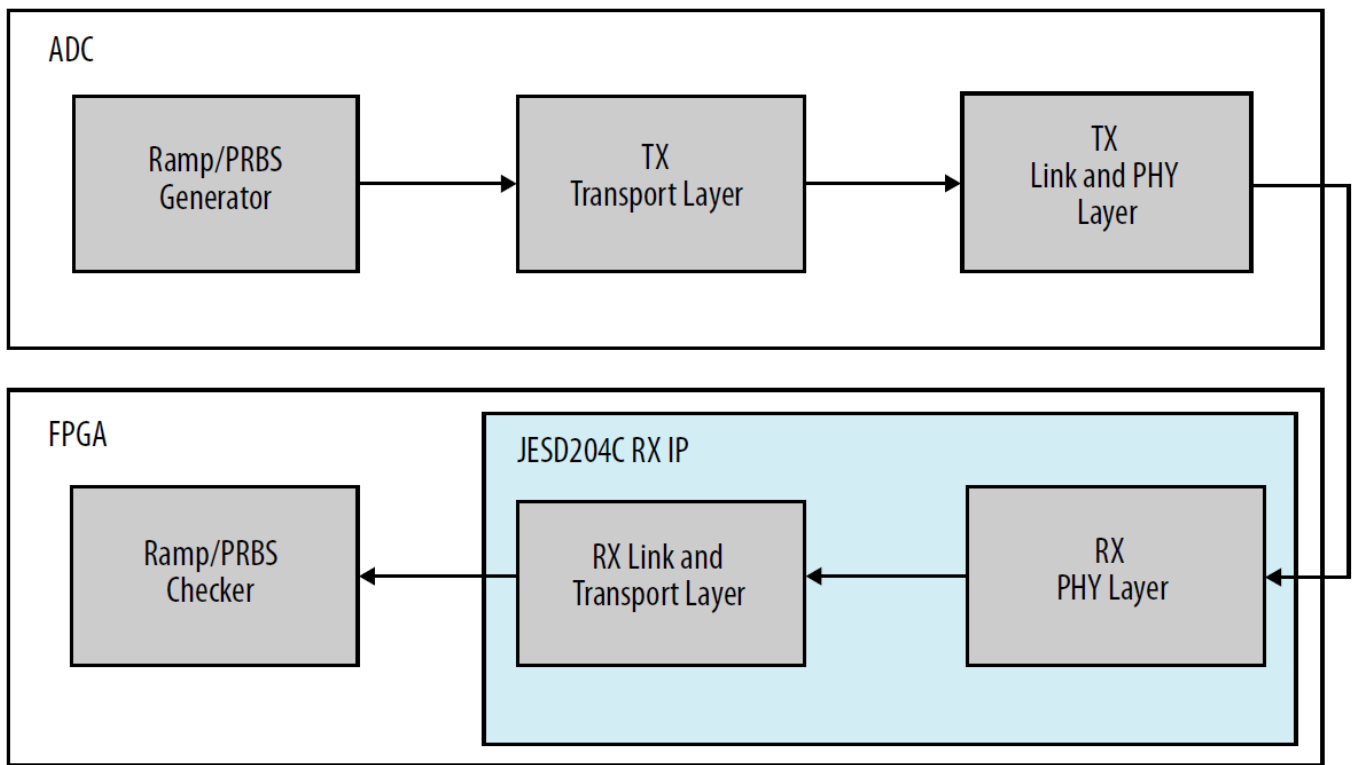 ADC
Ramp/PRBS
Generator
TX
Transport Layer
TX
Link and PHY
Layer
FPGA
JESD204C RX IP
Ramp/PRBS
Checker
RX Link and
Transport Layer
RX
PHY Layer